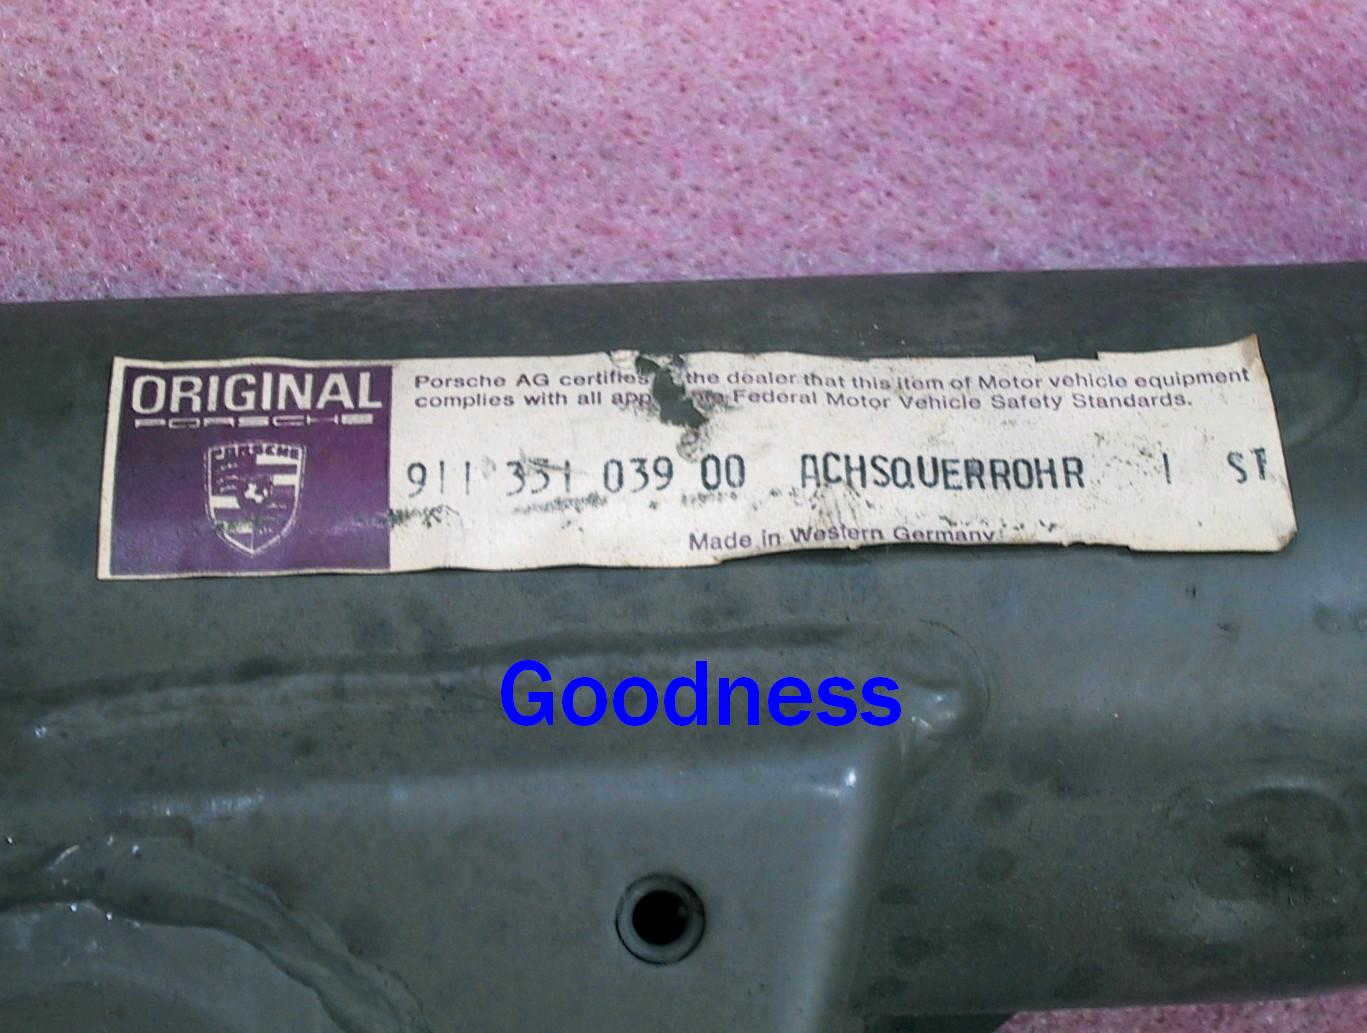 ORIGINAL
PORSCHE
PORSCHE
Porsche AG certifies the dealer that this item of Motor vehicle equipment
complies with all Federal Motor Vehicle Safety Standards.
911 331 039 00 ACHSQUERROHR 1 ST
Made in Western Germany
Goodness